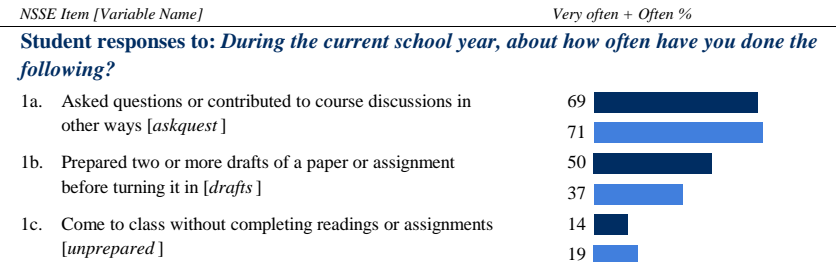 NSSE Item [Variable Name] Very often + Often %
Student responses to: During the current school year, about how often have you done the
following?
1a. Asked questions or contributed to course discussions in 69
other ways [askquest ] 71
1b. Prepared two or more drafts of a paper or assignment 50
before turning it in [drafts ] 37
1c. Come to class without completing readings or assignments 14
[unprepared ] 19